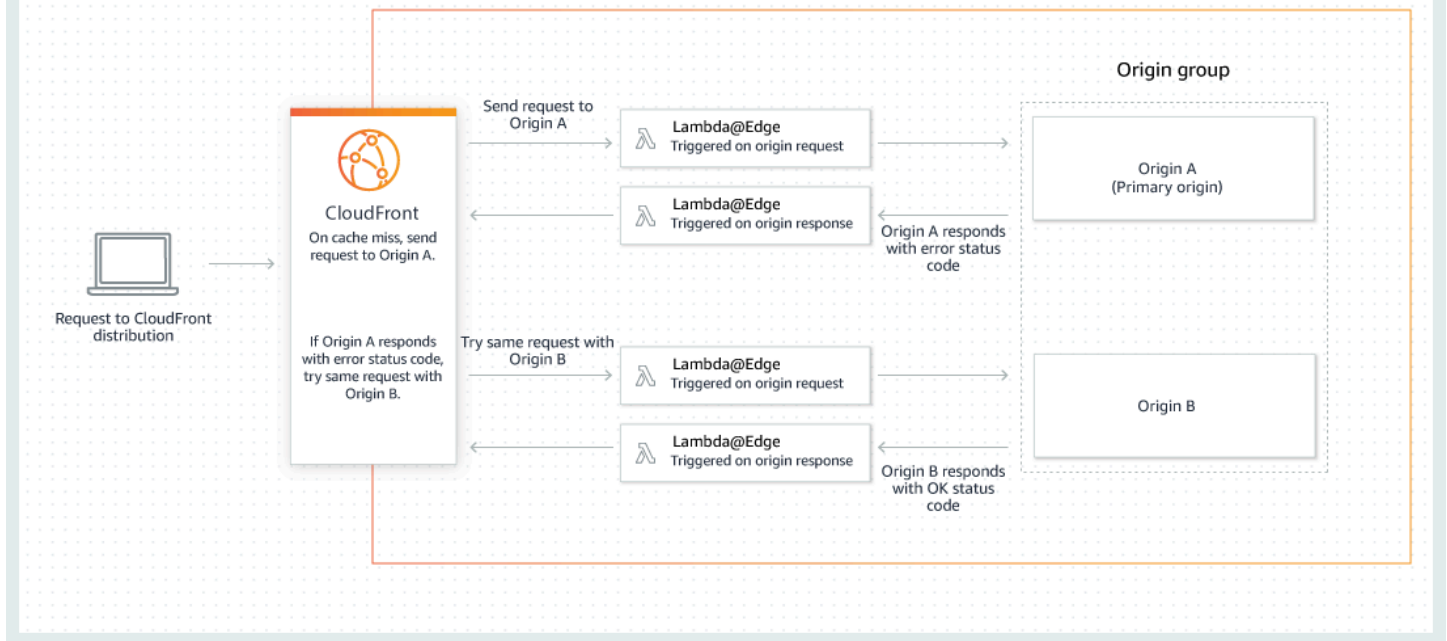 Origin group
Send request to
Origin A
Lambda@Edge
Triggered on origin request
Origin A
(Primary origin)
CloudFront
On cache miss, send
request to Origin A.
Lambda@Edge
Triggered on origin response
Origin A responds
with error status
code
Request to CloudFront
distribution
If Origin A responds
with error status code,
try same request with
Origin B.
Try same request with
Origin B
Lambda@Edge
Triggered on origin request
Origin B
Lambda@Edge
Triggered on origin response
Origin B responds
with OK status
code